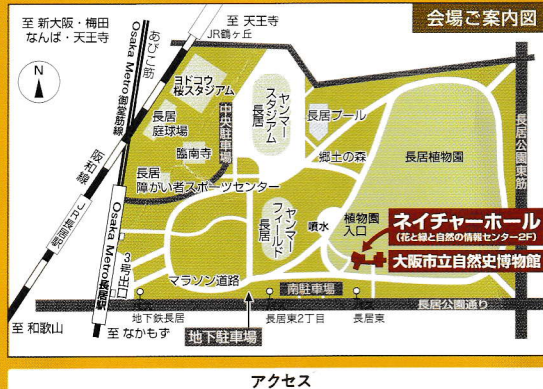 会場ご案内図
至 新大阪・梅田
なんば・天王寺
至 天王寺
JR鶴ヶ丘
あびこ筋
Osaka Metro御堂筋線
N
ヨドコウ
桜スタジアム
長居
庭球場
臨南寺
中央駐車場
ヤンマー
スタジアム
長居
長居プール
郷土の森
長居植物園
長居公園東筋
長居
障がい者スポーツセンター
阪和線
JR長居駅
Osaka Metro長居駅
3号出口
ヤンマー
フィールド
長居
噴水
植物園
入口
ネイチャーホール
(花と緑と自然の情報センター2F)
大阪市立自然史博物館
マラソン道路
南駐車場
バス
地下鉄長居
バス
長居東2丁目
バス
長居東
長居公園通り
地下駐車場
至 和歌山
至 なかもず
アクセス